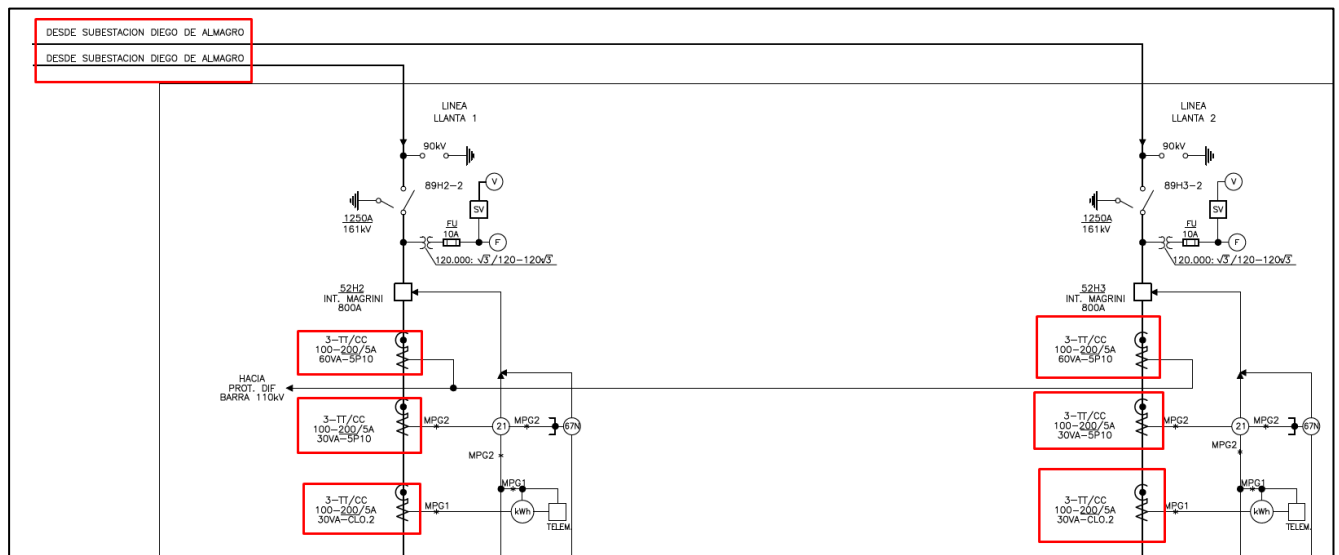 DESDE SUBESTACION DIEGO DE ALMAGRO
DESDE SUBESTACION DIEGO DE ALMAGRO
LINEA
LLANTA 1
90kV
89H2-2
V
SV
1250A
161kV
FU
10A
F
120.000: √3/120-120√3
52H2
INT. MAGRINI
800A
3-TT/CC
100-200/5A
60VA-5P10
HACIA
PROT. DIF
BARRA 110kV
3-TT/CC
100-200/5A
30VA-5P10
MPG2
21
MPG2
67N
MPG2
3-TT/CC
100-200/5A
30VA-CL0.2
MPG1
MPG1
kWh
TELEM.
LINEA
LLANTA 2
90kV
89H3-2
V
SV
1250A
161kV
FU
10A
F
120.000: √3/120-120√3
52H3
INT. MAGRINI
800A
3-TT/CC
100-200/5A
60VA-5P10
3-TT/CC
100-200/5A
30VA-5P10
MPG2
21
MPG2
67N
MPG2
3-TT/CC
100-200/5A
30VA-CL0.2
MPG1
MPG1
kWh
TELEM.